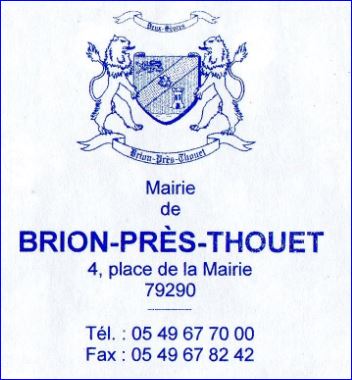 Deux-Sèvres
Brion-Près-Thouet
Mairie
de
BRION-PRÈS-THOUET
4, place de la Mairie
79290
Tél. : 05 49 67 70 00
Fax : 05 49 67 82 42